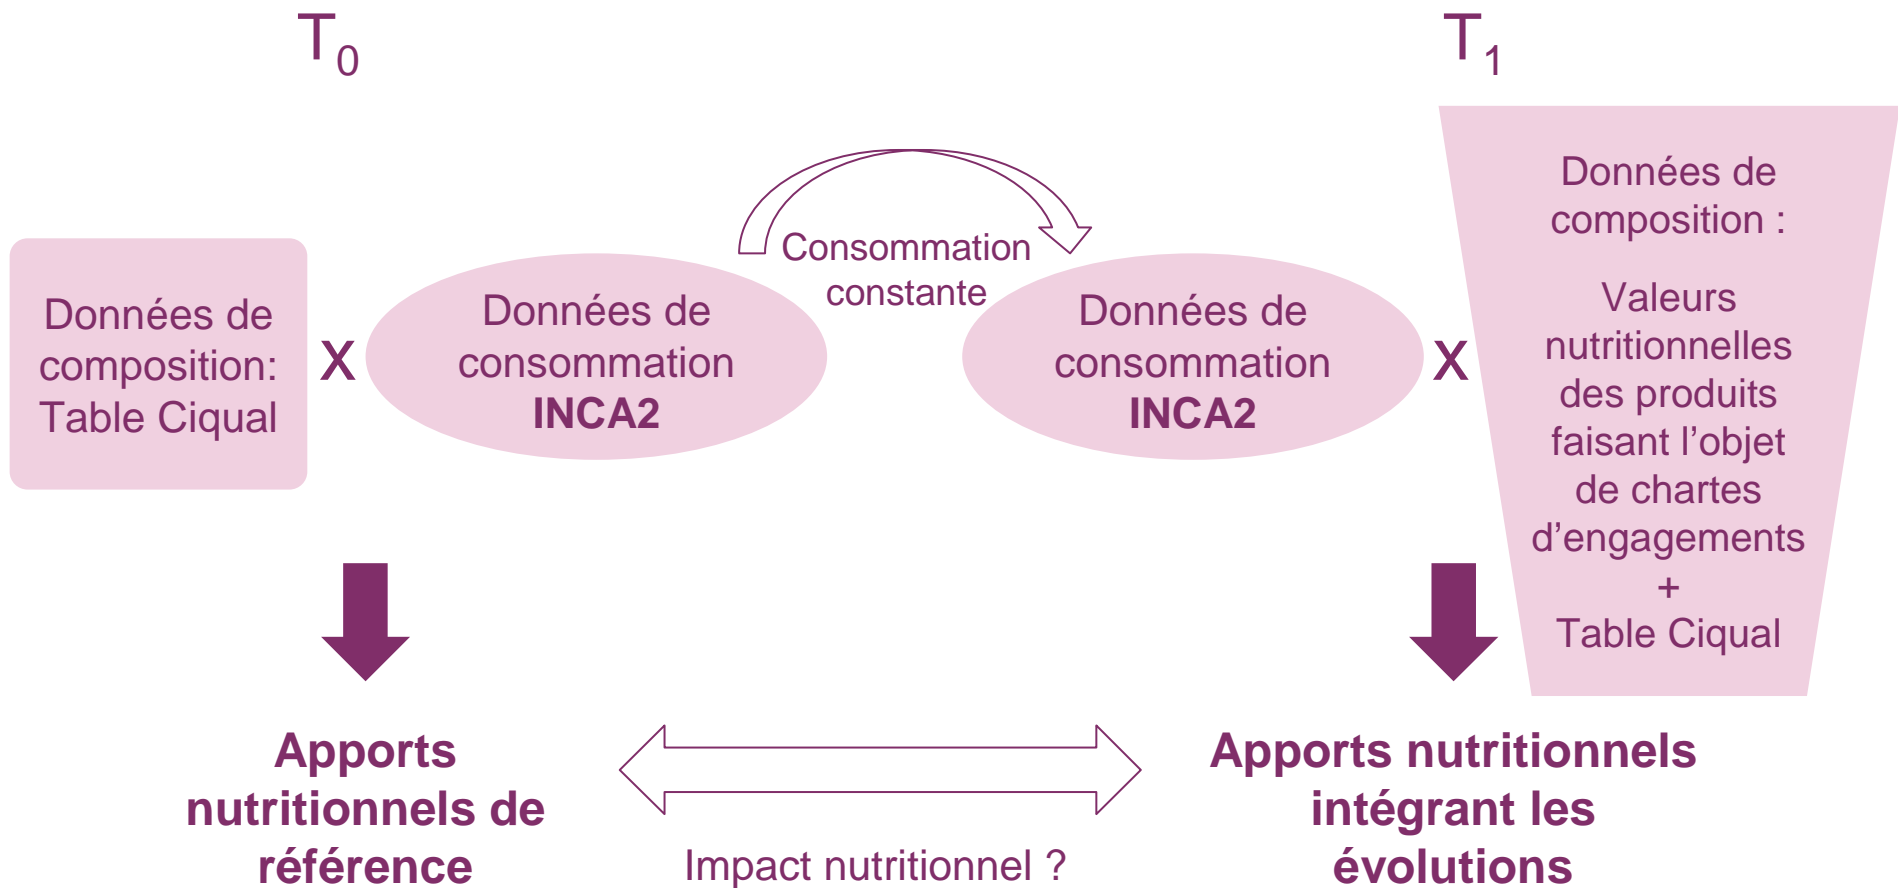 T0
T1
Données de
composition:
Table Ciqual
x
Données de
consommation
INCA2
Consommation
constante
Données de
consommation
INCA2
x
Données de
composition :
Valeurs
nutritionnelles
des produits
faisant l’objet
de chartes
d’engagements
+
Table Ciqual
Apports
nutritionnels de
référence
Impact nutritionnel ?
Apports nutritionnels
intégrant les
évolutions